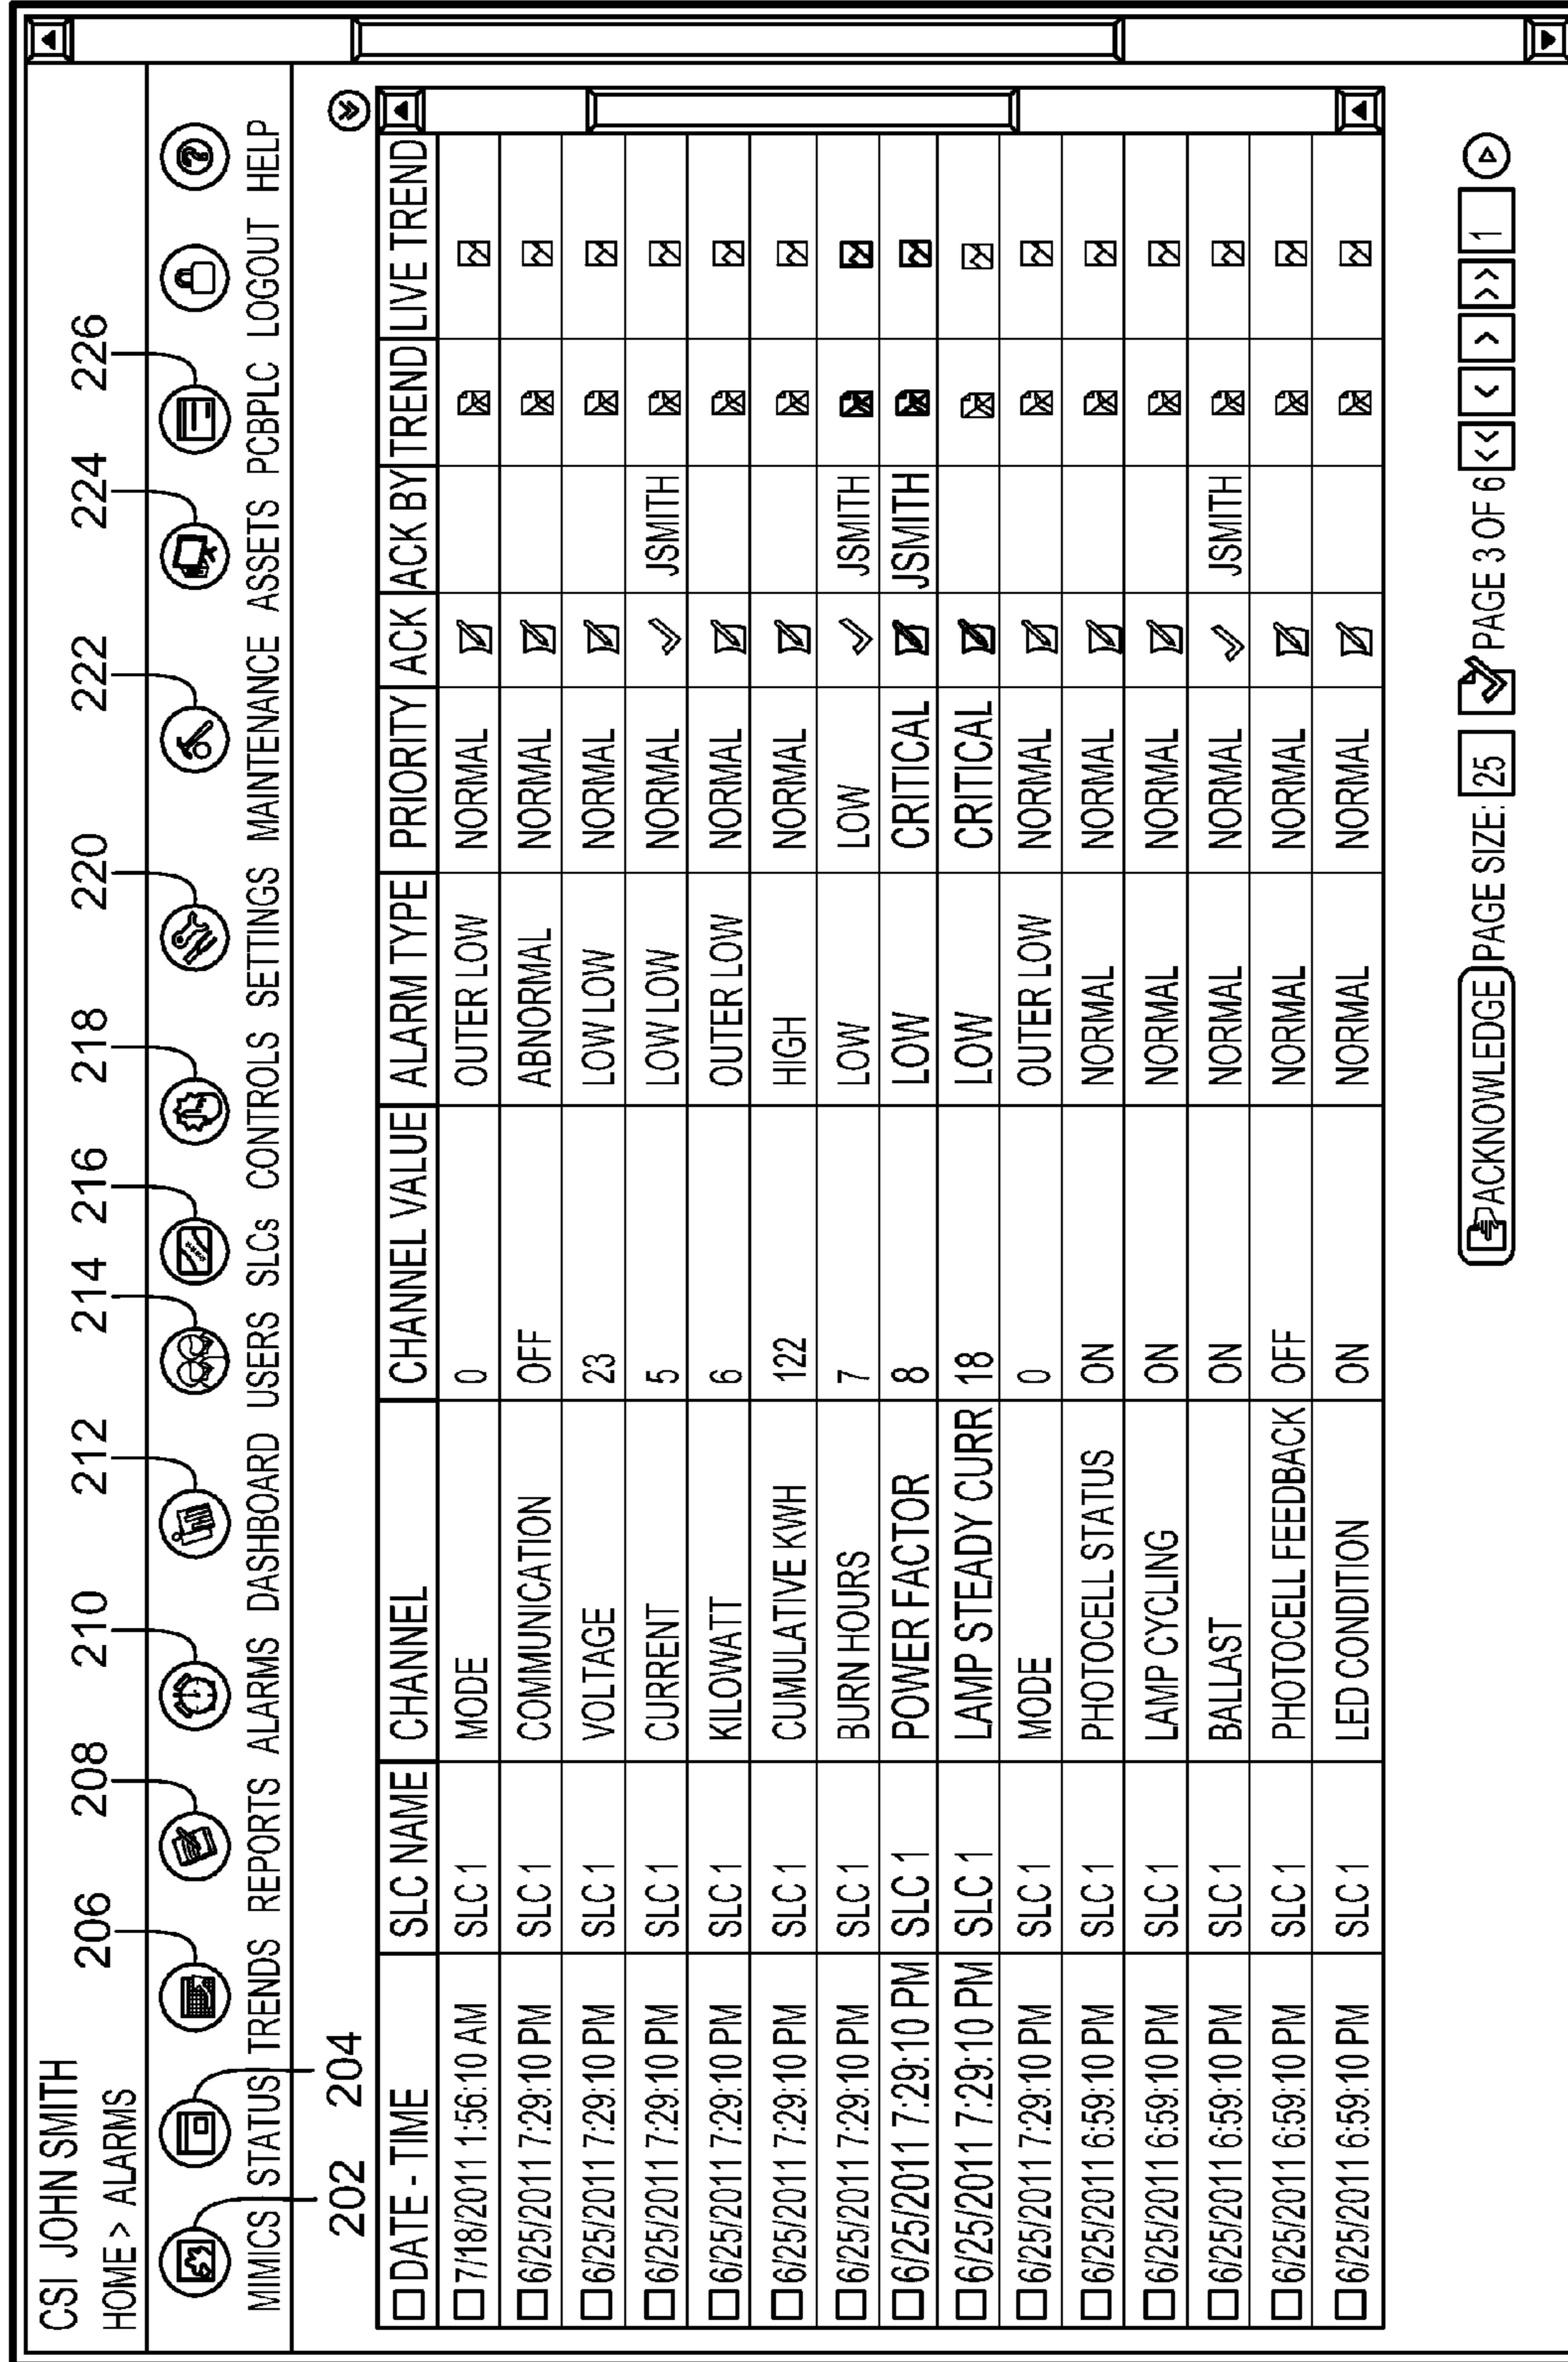 CSI JOHN SMITH
HOME > ALARMS
206 208 210 212 214 216 218 220 222 224 226
MIMICS STATUS TRENDS REPORTS ALARMS DASHBOARD USERS SLCs CONTROLS SETTINGS MAINTENANCE ASSETS PCBPLC LOGOUT HELP
202 204
DATE - TIME SLC NAME CHANNEL CHANNEL VALUE ALARM TYPE PRIORITY ACK ACK BY TREND LIVE TREND
7/18/2011 1:56:10 AM SLC 1 MODE 0 OUTER LOW NORMAL
6/25/2011 7:29:10 PM SLC 1 COMMUNICATION OFF ABNORMAL NORMAL
6/25/2011 7:29:10 PM SLC 1 VOLTAGE 23 LOW LOW NORMAL
6/25/2011 7:29:10 PM SLC 1 CURRENT 5 LOW LOW NORMAL JSMITH
6/25/2011 7:29:10 PM SLC 1 KILOWATT 6 OUTER LOW NORMAL
6/25/2011 7:29:10 PM SLC 1 CUMULATIVE KWH 122 HIGH NORMAL
6/25/2011 7:29:10 PM SLC 1 BURN HOURS 7 LOW LOW JSMITH
6/25/2011 7:29:10 PM SLC 1 POWER FACTOR 8 LOW CRITICAL JSMITH
6/25/2011 7:29:10 PM SLC 1 LAMP STEADY CURR 18 LOW CRITICAL
6/25/2011 7:29:10 PM SLC 1 MODE 0 OUTER LOW NORMAL
6/25/2011 6:59:10 PM SLC 1 PHOTOCELL STATUS ON NORMAL NORMAL
6/25/2011 6:59:10 PM SLC 1 LAMP CYCLING ON NORMAL NORMAL
6/25/2011 6:59:10 PM SLC 1 BALLAST ON NORMAL NORMAL JSMITH
6/25/2011 6:59:10 PM SLC 1 PHOTOCELL FEEDBACK OFF NORMAL NORMAL
6/25/2011 6:59:10 PM SLC 1 LED CONDITION ON NORMAL NORMAL
ACKNOWLEDGE PAGE SIZE: 25 PAGE 3 OF 6 << < > >> 1